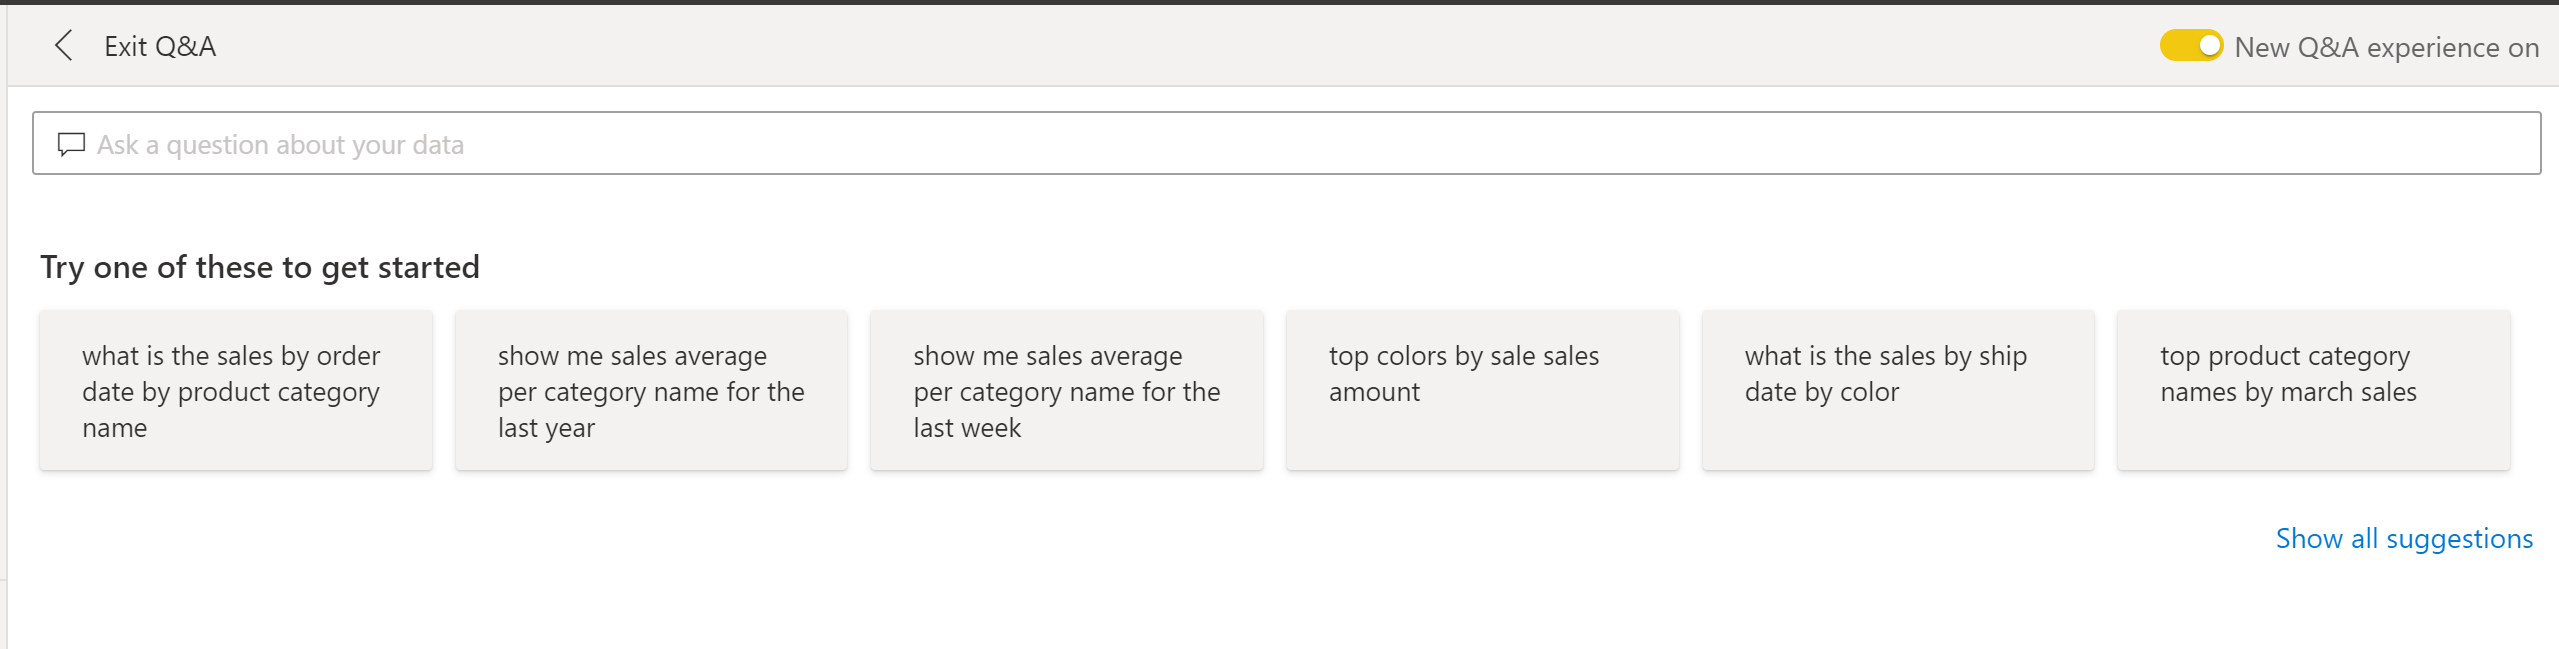 Exit Q&A
New Q&A experience on
Ask a question about your data
Try one of these to get started
what is the sales by order
date by product category
name
show me sales average
per category name for the
last year
show me sales average
per category name for the
last week
top colors by sale sales
amount
what is the sales by ship
date by color
top product category
names by march sales
Show all suggestions